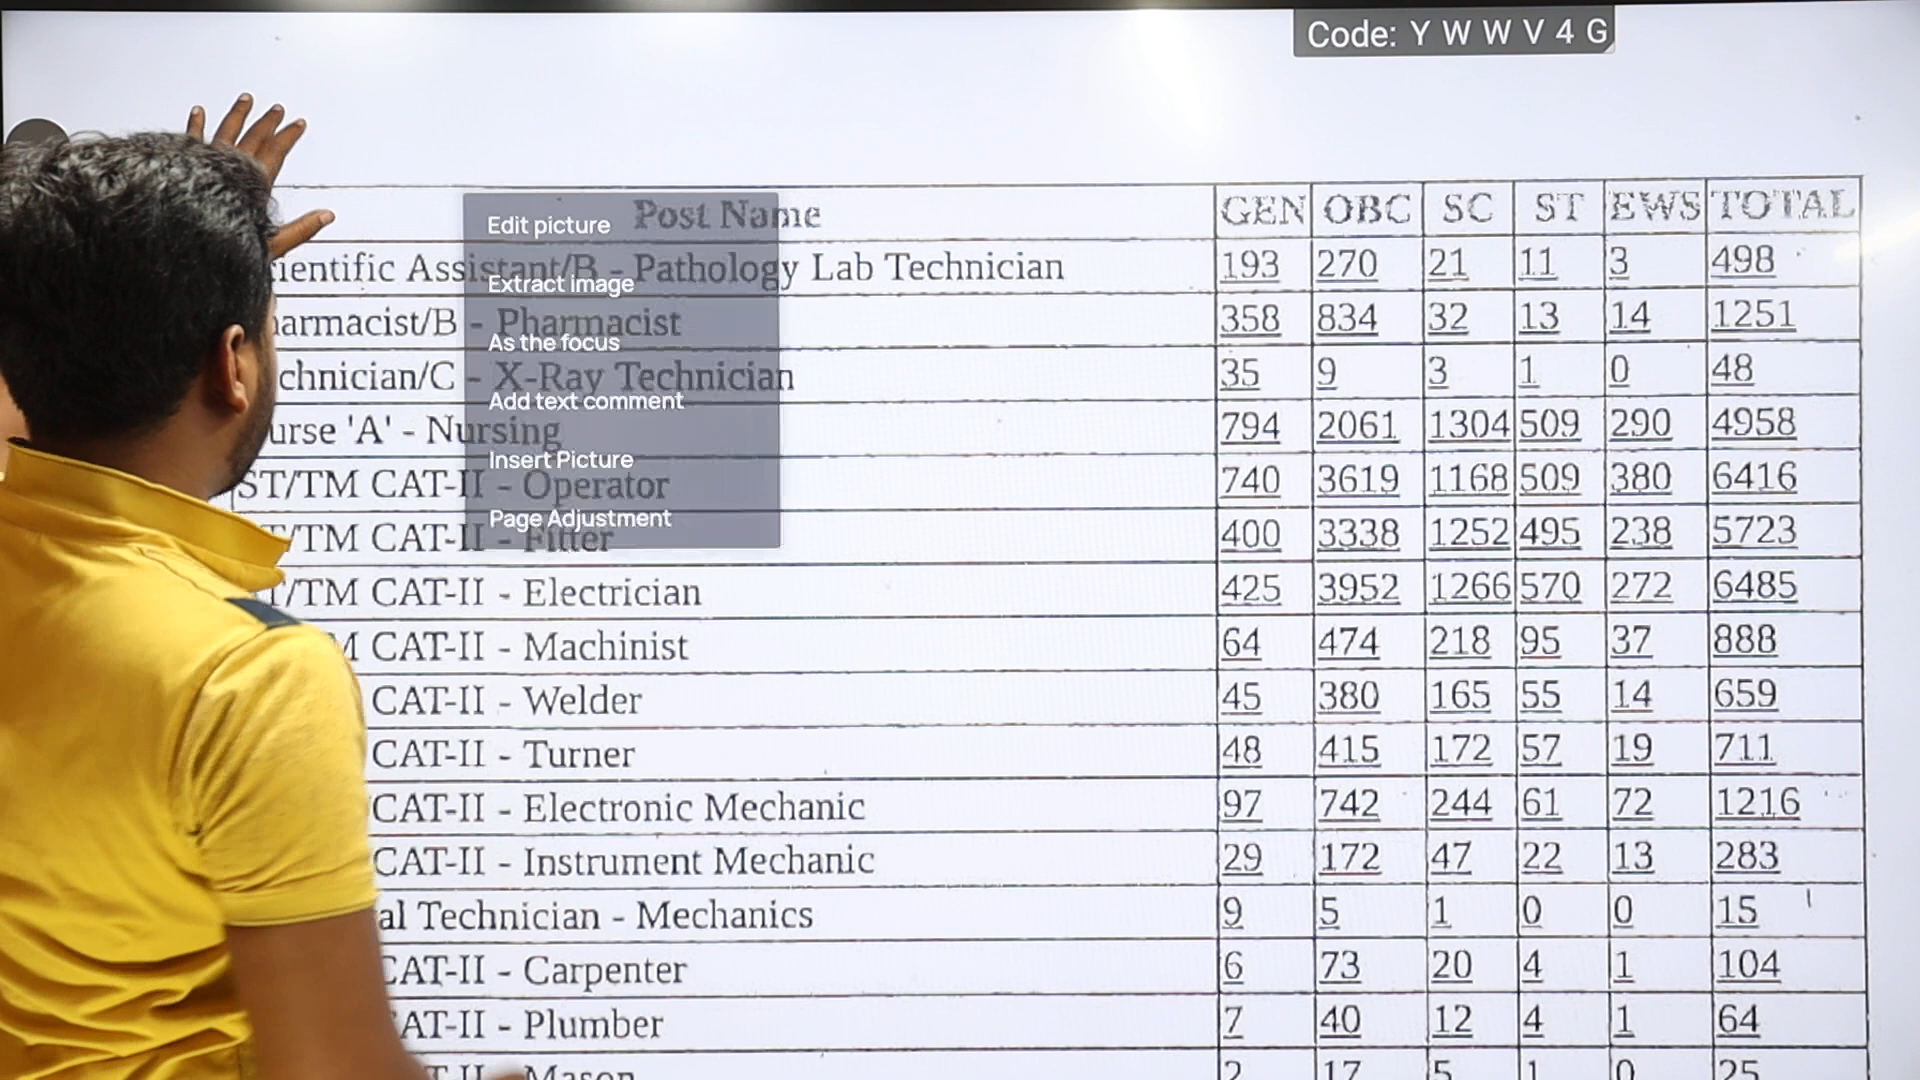 Code: Y W W V 4 G
Post Name GEN OBC SC ST EWS TOTAL
Edit picture
ientific Assistant/B - Pathology Lab Technician 193 270 21 11 3 498
Extract image
armacist/B - Pharmacist 358 834 32 13 14 1251
As the focus
chnician/C - X-Ray Technician 35 9 3 1 0 48
Add text comment
urse 'A' - Nursing 794 2061 1304 509 290 4958
Insert Picture
ST/TM CAT-II - Operator 740 3619 1168 509 380 6416
Page Adjustment
/TM CAT-II - Fitter 400 3338 1252 495 238 5723
T/TM CAT-II - Electrician 425 3952 1266 570 272 6485
M CAT-II - Machinist 64 474 218 95 37 888
CAT-II - Welder 45 380 165 55 14 659
CAT-II - Turner 48 415 172 57 19 711
CAT-II - Electronic Mechanic 97 742 244 61 72 1216
CAT-II - Instrument Mechanic 29 172 47 22 13 283
al Technician - Mechanics 9 5 1 0 0 15
CAT-II - Carpenter 6 73 20 4 1 104
AT-II - Plumber 7 40 12 4 1 64
T-II - Mason 2 17 5 1 0 25